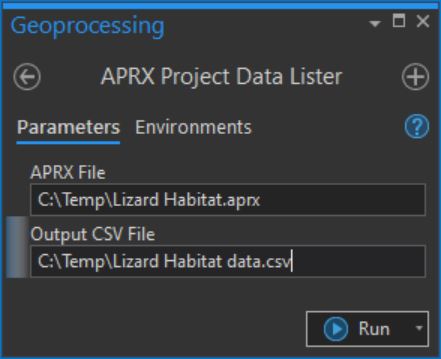 Geoprocessing
APRX Project Data Lister
Parameters Environments
APRX File
C:\Temp\Lizard Habitat.aprx
Output CSV File
C:\Temp\Lizard Habitat data.csv
Run